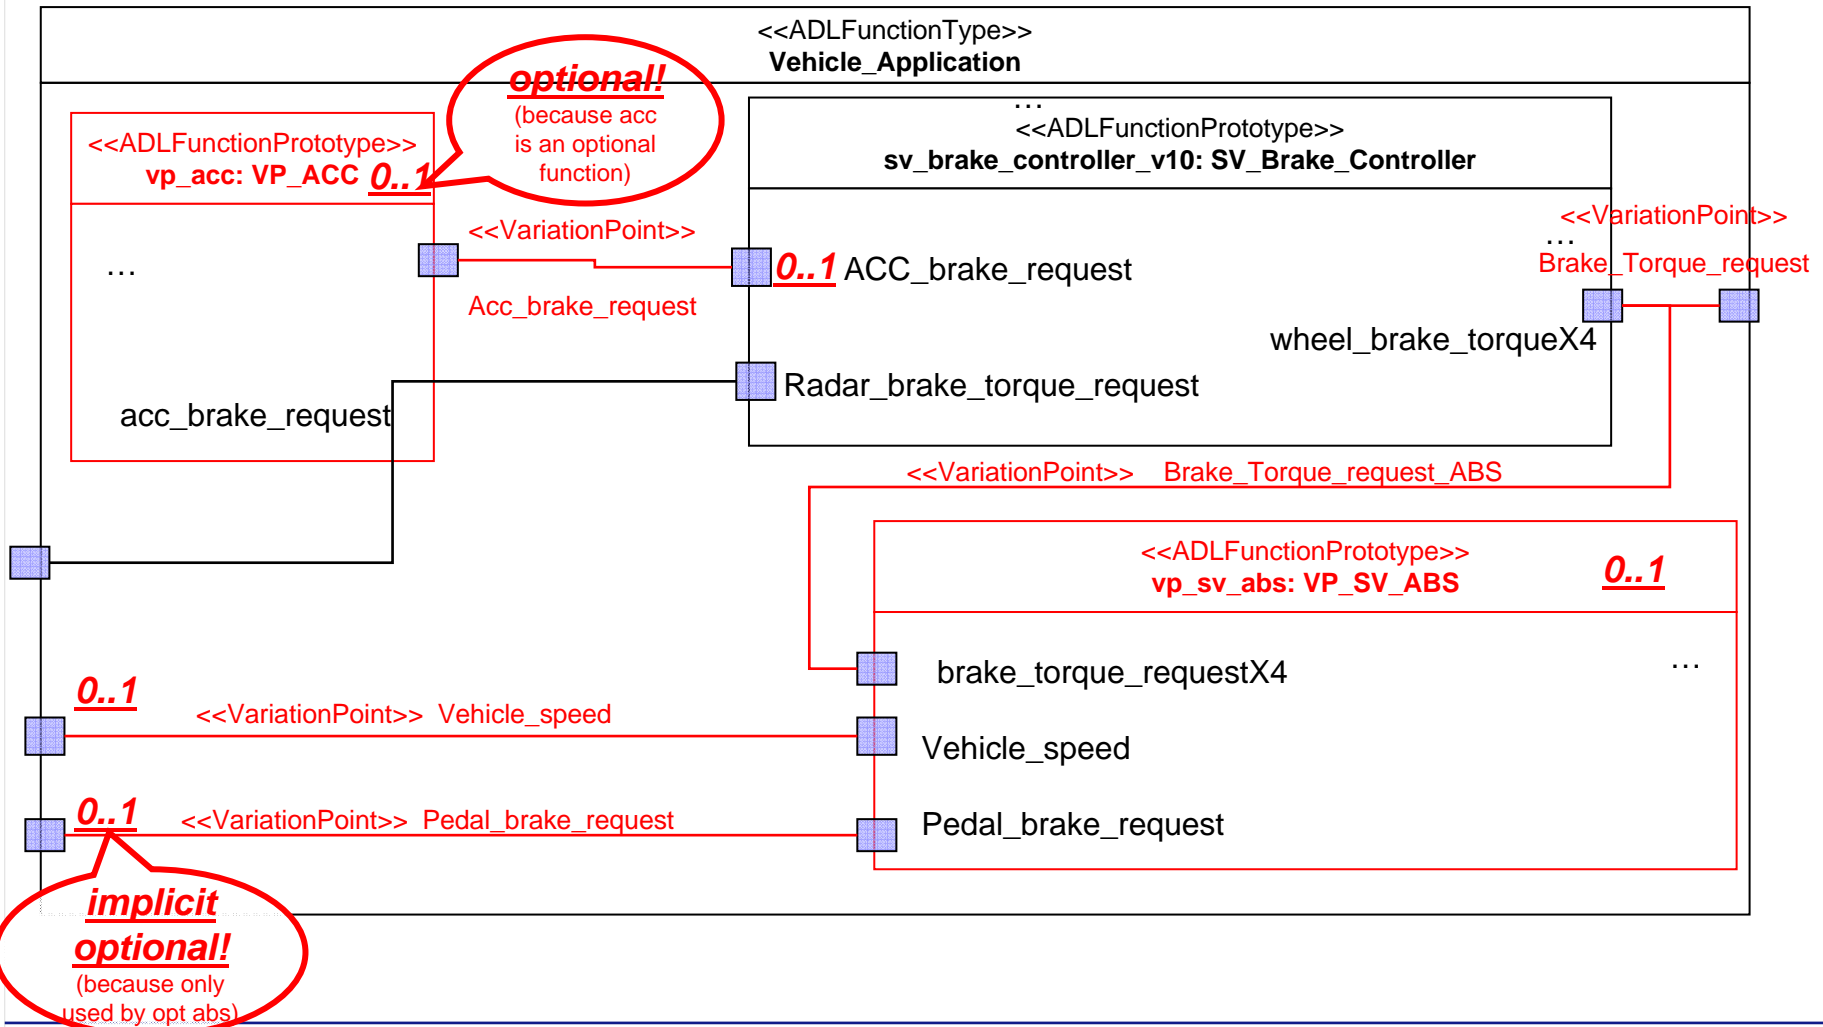 <<ADLFunctionType>>
Vehicle_Application
optional!
(because acc
is an optional
function)
<<ADLFunctionPrototype>>
vp_acc: VP_ACC 0..1
...
acc_brake_request
<<VariationPoint>>
Acc_brake_request
...
<<ADLFunctionPrototype>>
sv_brake_controller_v10: SV_Brake_Controller
0..1 ACC_brake_request
Radar_brake_torque_request
wheel_brake_torqueX4
<<VariationPoint>>
...
Brake_Torque_request
<<VariationPoint>> Brake_Torque_request_ABS
<<ADLFunctionPrototype>>
vp_sv_abs: VP_SV_ABS
0..1
brake_torque_requestX4
...
Vehicle_speed
Pedal_brake_request
0..1
<<VariationPoint>> Vehicle_speed
0..1
<<VariationPoint>> Pedal_brake_request
implicit
optional!
(because only
used by opt abs)